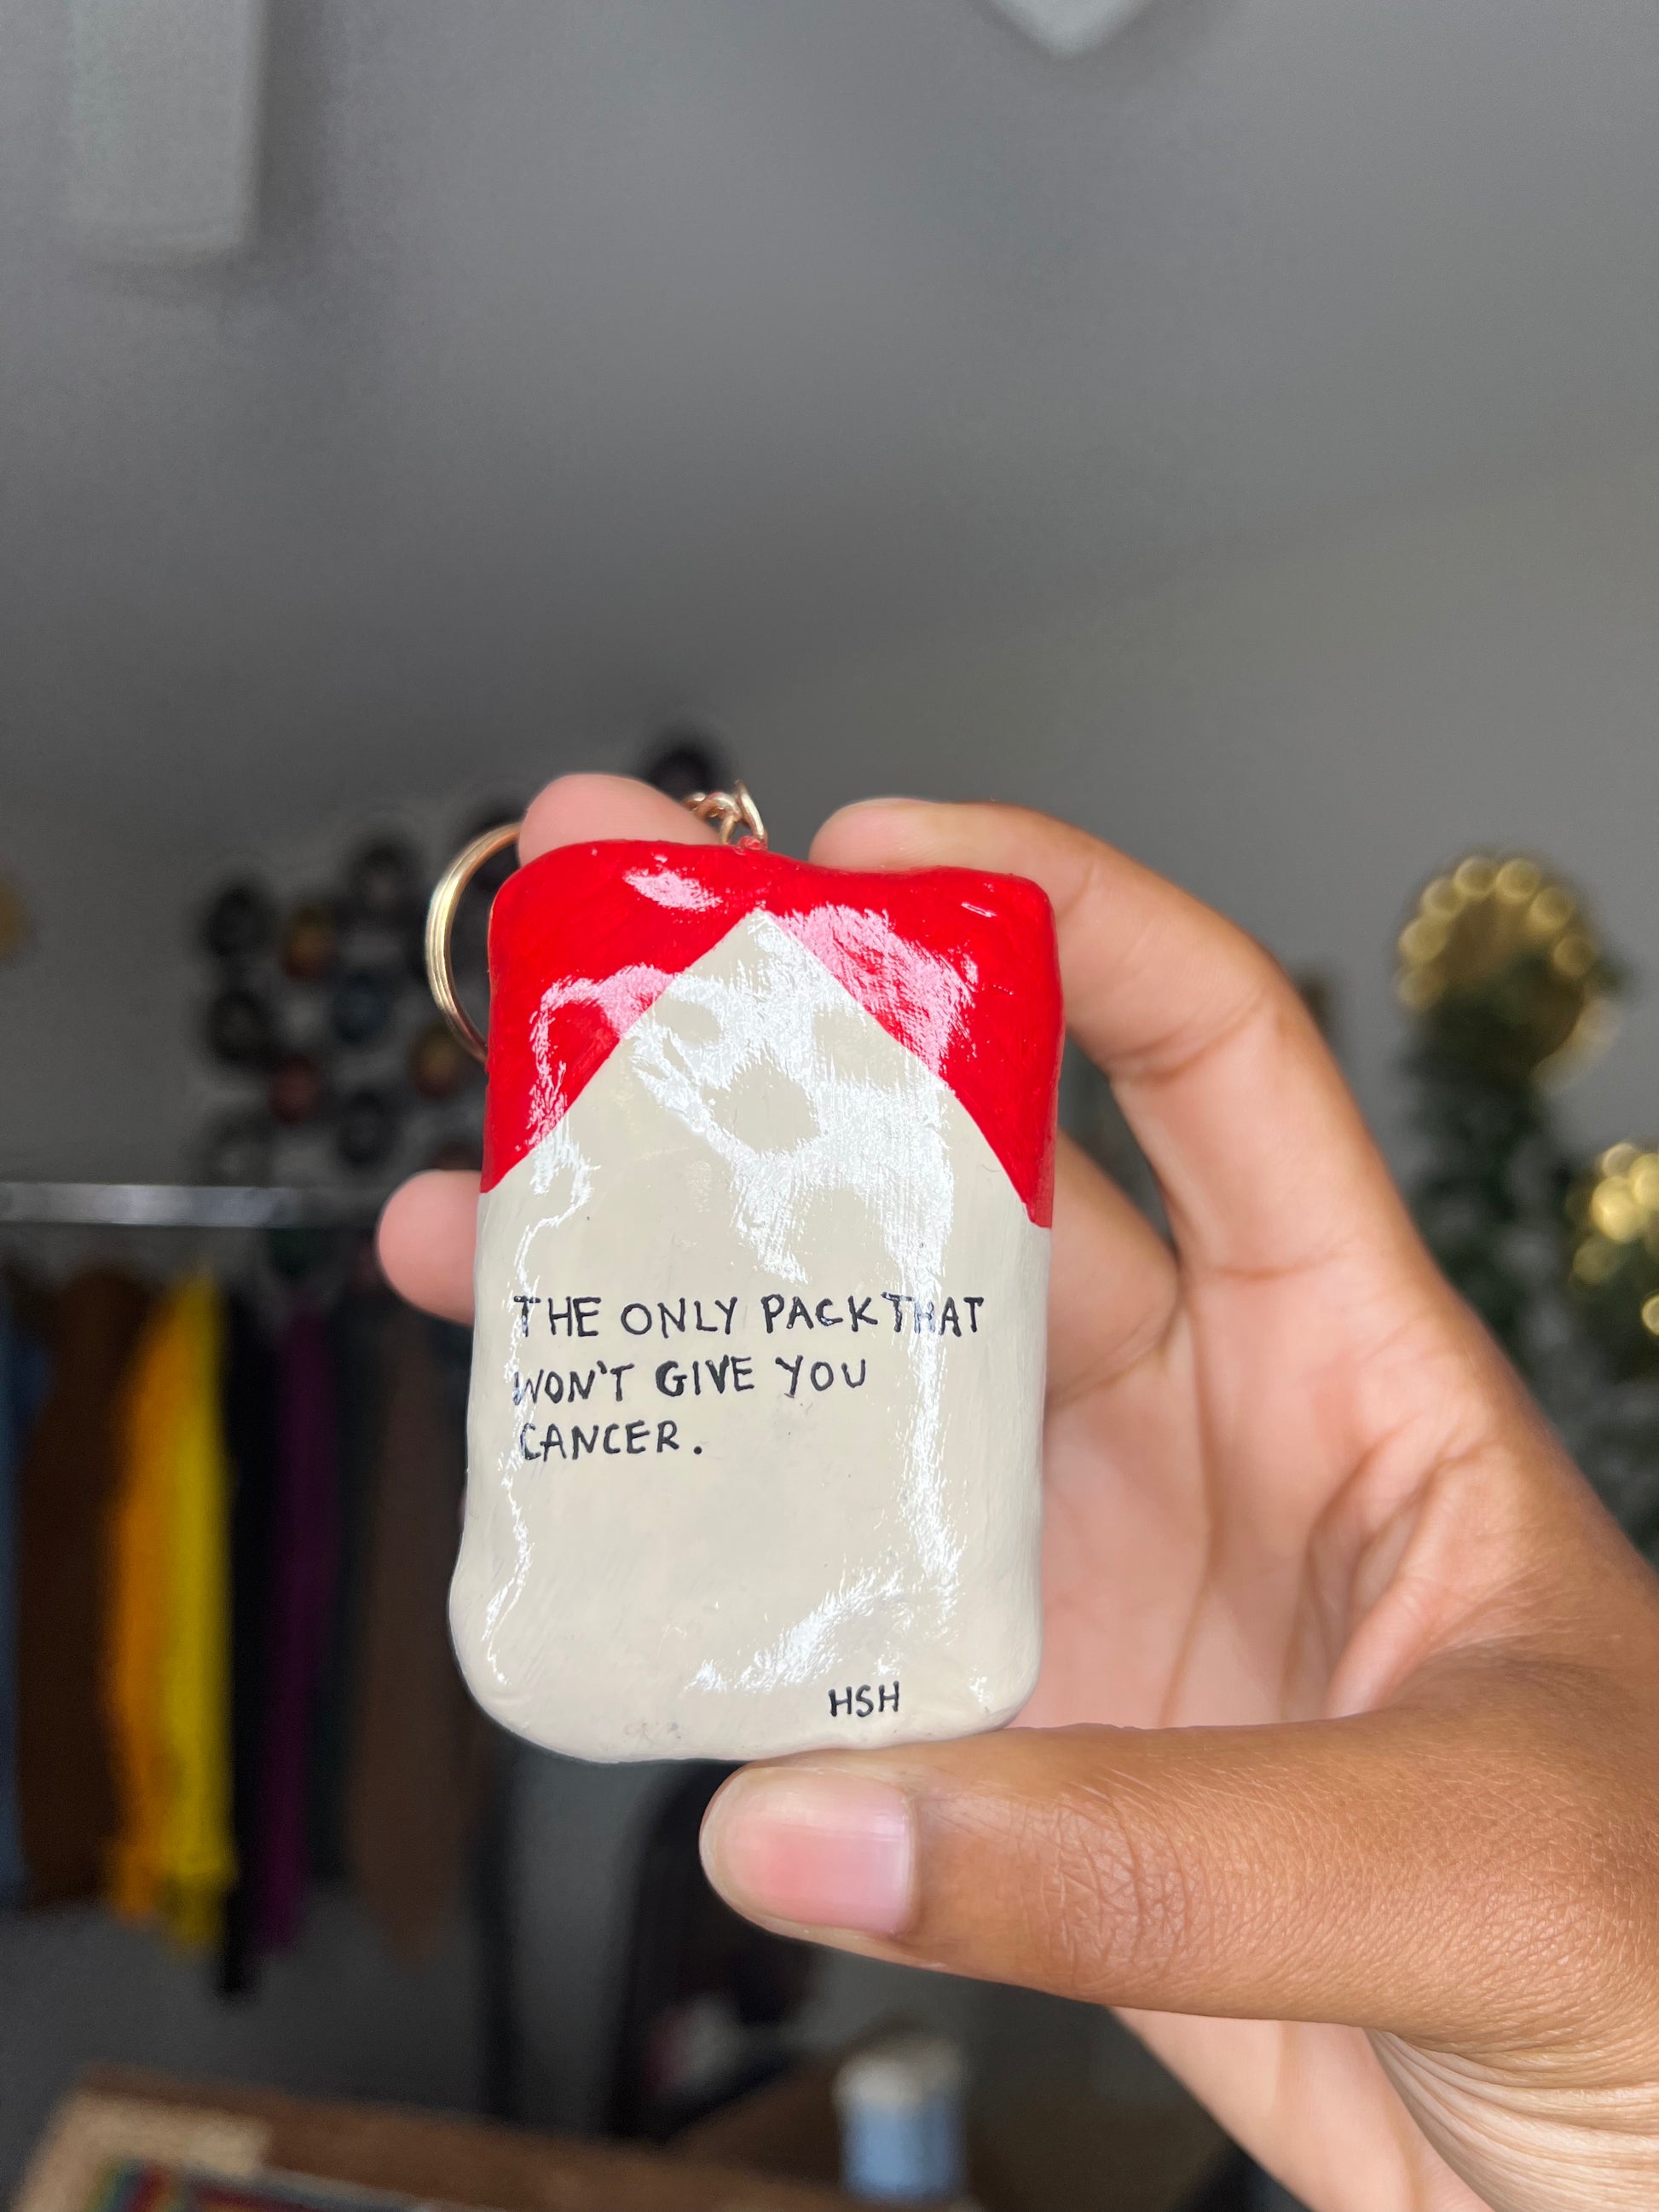 THE ONLY PACK THAT
WON'T GIVE YOU
CANCER.
HSH